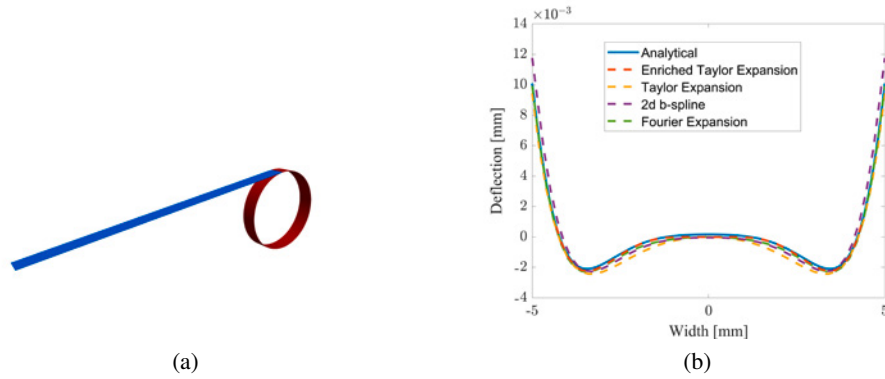 14 ×10⁻³
12
10
8
6
4
2
0
-2
-4
Deflection [mm]
Analytical
Enriched Taylor Expansion
Taylor Expansion
2d b-spline
Fourier Expansion
-5
0
5
Width [mm]
(a)
(b)